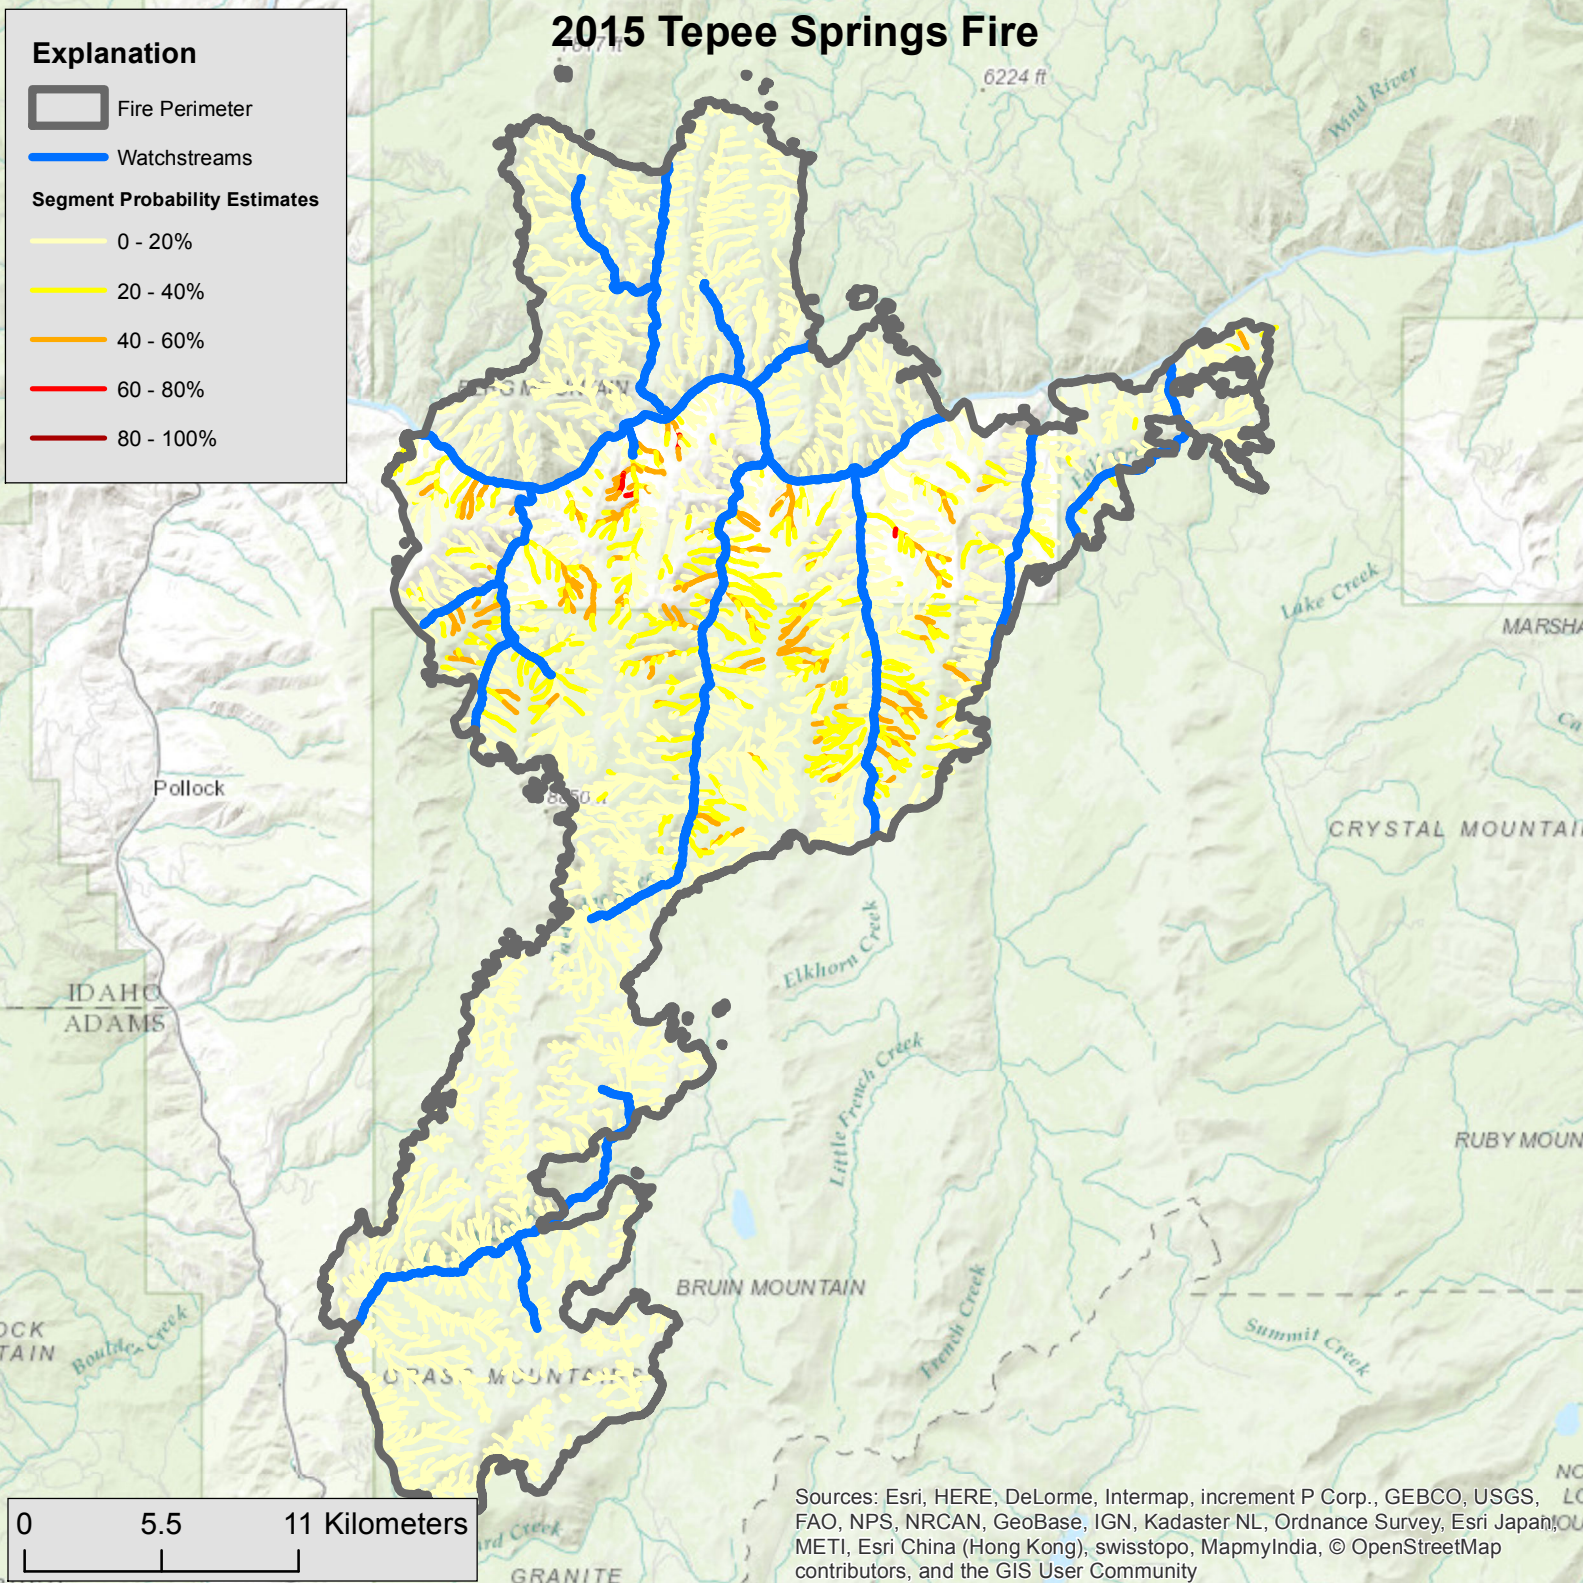 2015 Tepee Springs Fire
Explanation
Fire Perimeter
Watchstreams
Segment Probability Estimates
0 - 20%
20 - 40%
40 - 60%
60 - 80%
80 - 100%
6224 ft
Wind River
Lake Creek
MARSHA
Pollock
CRYSTAL MOUNTAI
IDAHO
ADAMS
Elkhorn Creek
Little French Creek
RUBY MOUN
BRUIN MOUNTAIN
French Creek
Summit Creek
OCK
TAIN
Boulder Creek
GRASS MOUNTAINS
GRANITE
0 5.5 11 Kilometers
Sources: Esri, HERE, DeLorme, Intermap, increment P Corp., GEBCO, USGS,
FAO, NPS, NRCAN, GeoBase, IGN, Kadaster NL, Ordnance Survey, Esri Japan,
METI, Esri China (Hong Kong), swisstopo, MapmyIndia, © OpenStreetMap
contributors, and the GIS User Community